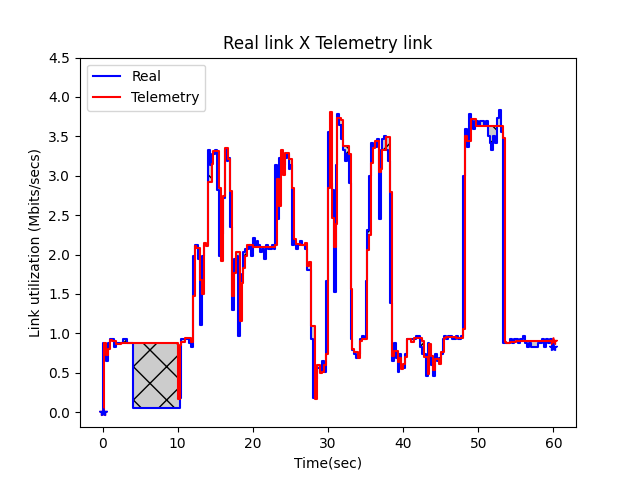 Real link X Telemetry link
4.5
4.0
3.5
3.0
2.5
2.0
1.5
1.0
0.5
0.0
Link utilization (Mbits/secs)
Real
Telemetry
0 10 20 30 40 50 60
Time(sec)